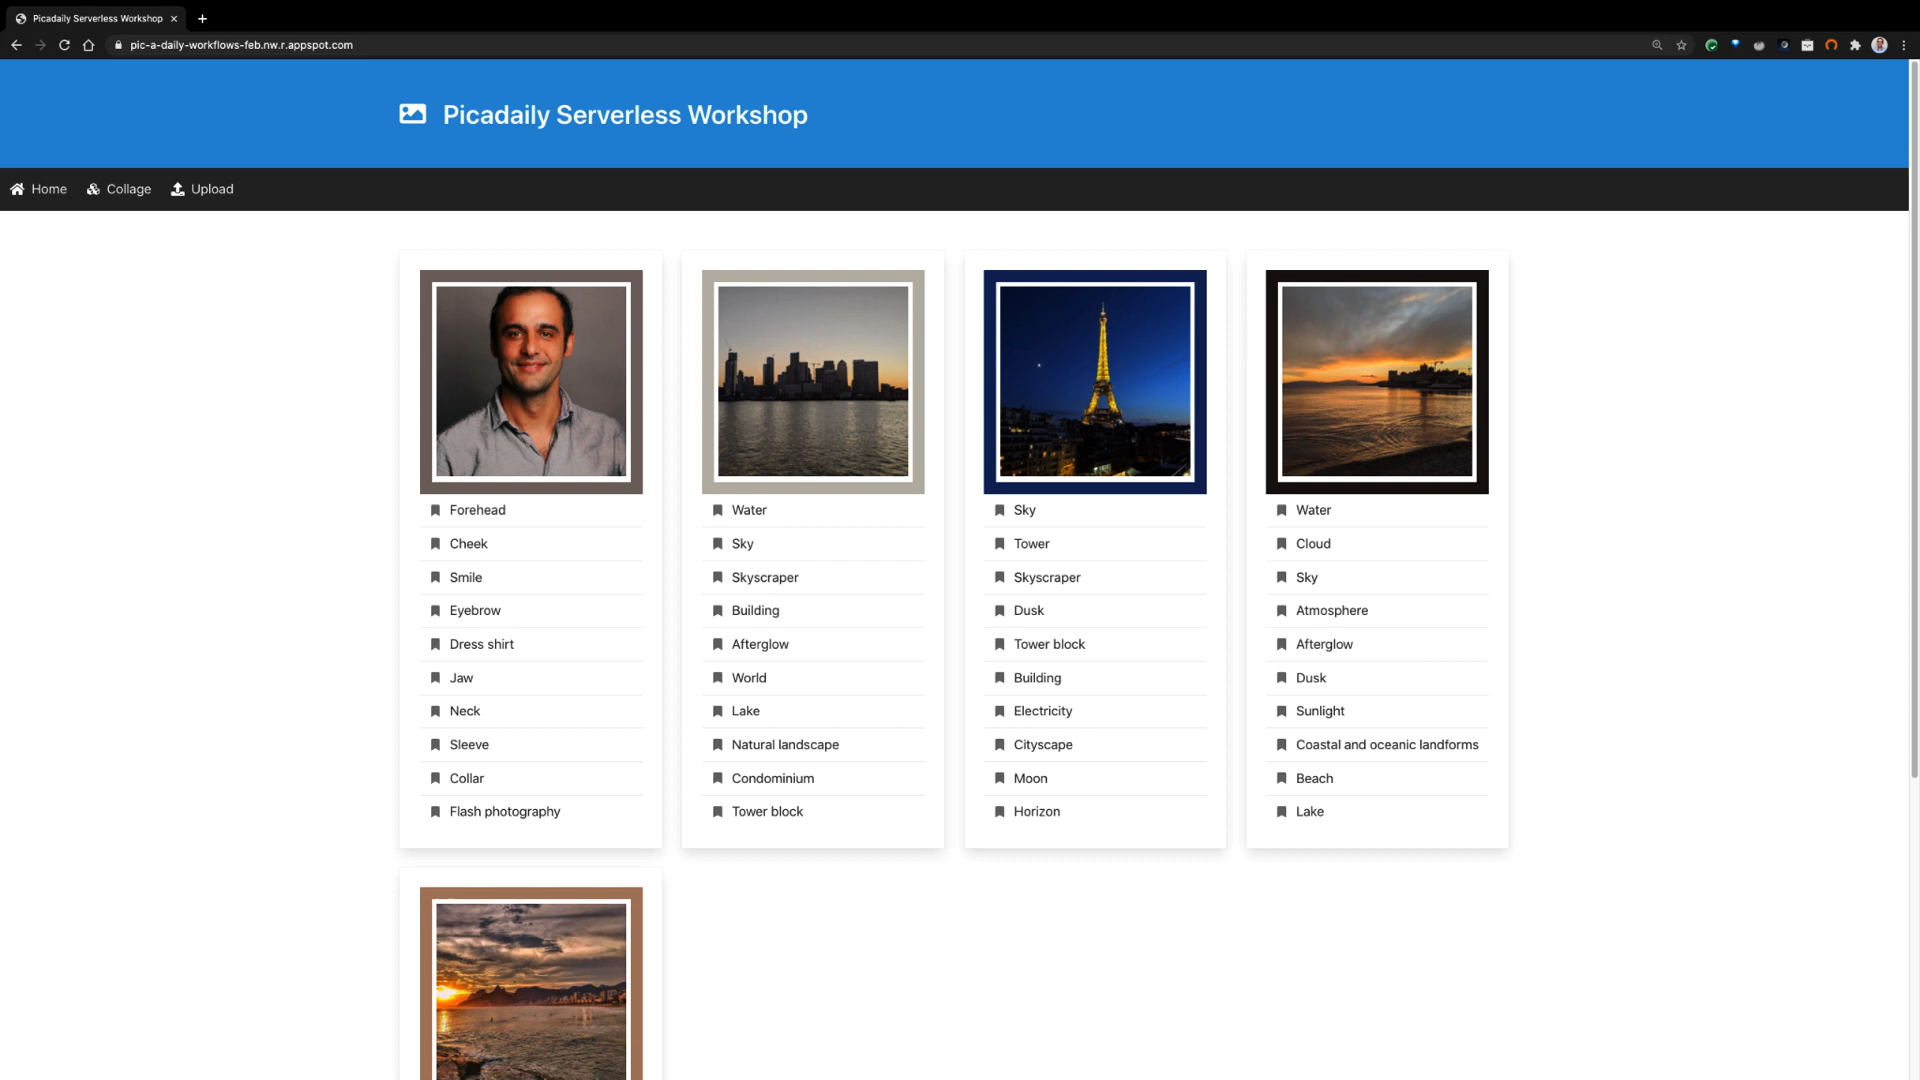 Picadaily Serverless Workshop
pic-a-daily-workflows-feb.nw.r.appspot.com
Picadaily Serverless Workshop
Home Collage Upload
Forehead
Cheek
Smile
Eyebrow
Dress shirt
Jaw
Neck
Sleeve
Collar
Flash photography
Water
Sky
Skyscraper
Building
Afterglow
World
Lake
Natural landscape
Condominium
Tower block
Sky
Tower
Skyscraper
Dusk
Tower block
Building
Electricity
Cityscape
Moon
Horizon
Water
Cloud
Sky
Atmosphere
Afterglow
Dusk
Sunlight
Coastal and oceanic landforms
Beach
Lake